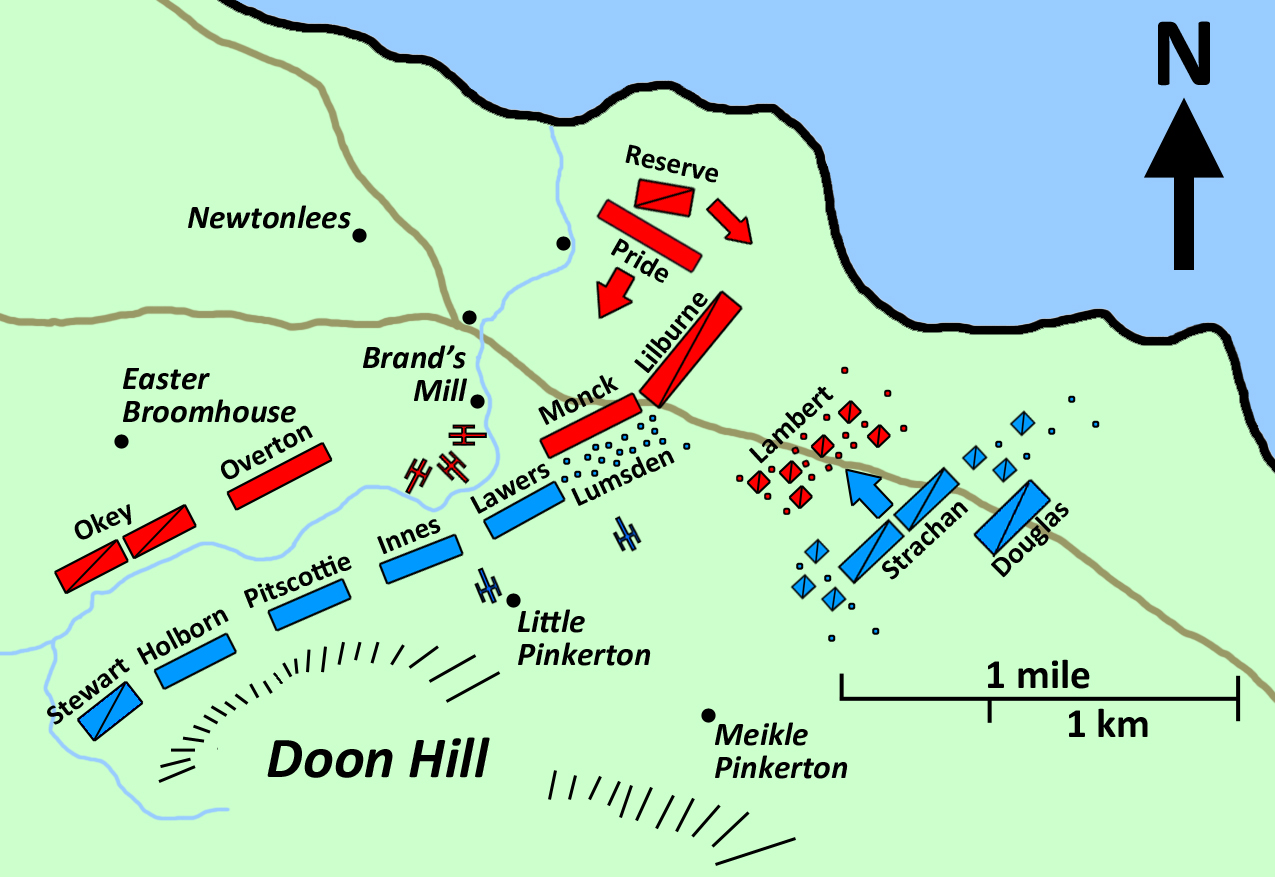 N
Reserve
Newtonlees
Pride
Lilburne
Brand's
Mill
Easter
Broomhouse
Monck
Lambert
Overton
Okey
Lawers
Lumsden
Innes
Strachan
Douglas
Pitscottie
Holborn
Stewart
Little
Pinkerton
1 mile
1 km
Doon Hill
Meikle
Pinkerton